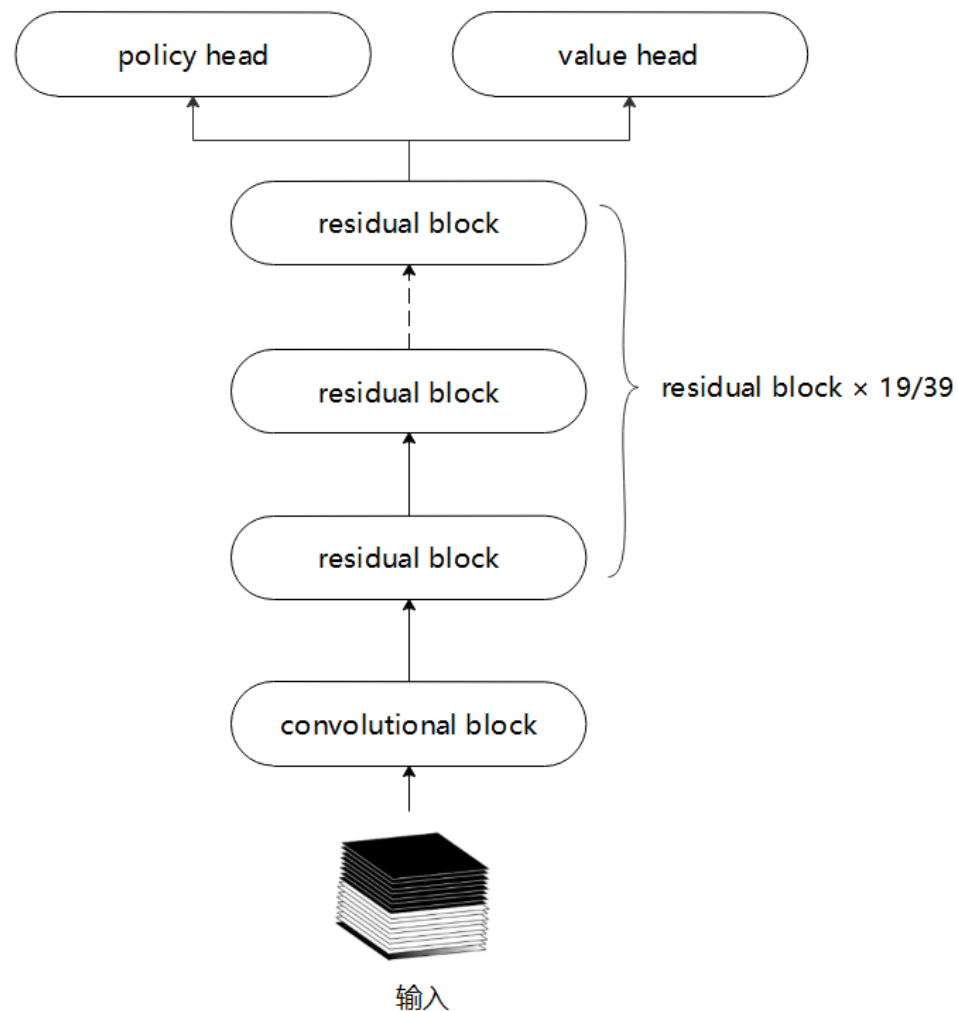 policy head
value head
residual block
residual block
residual block × 19/39
residual block
convolutional block
输入